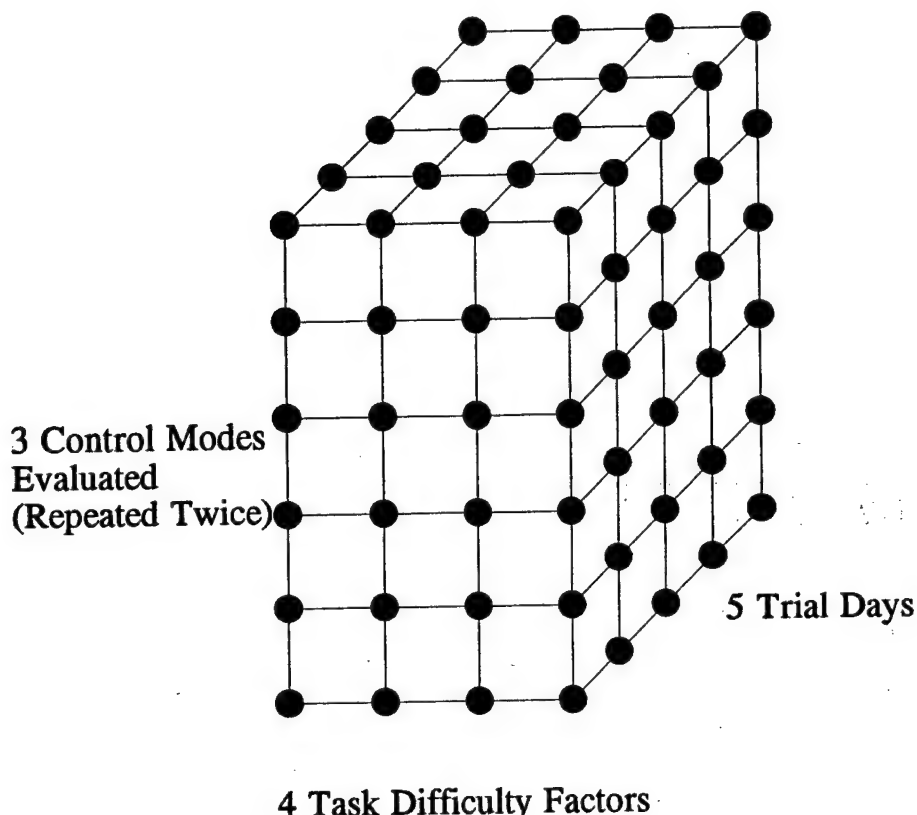 3 Control Modes
Evaluated
(Repeated Twice)
5 Trial Days
4 Task Difficulty Factors